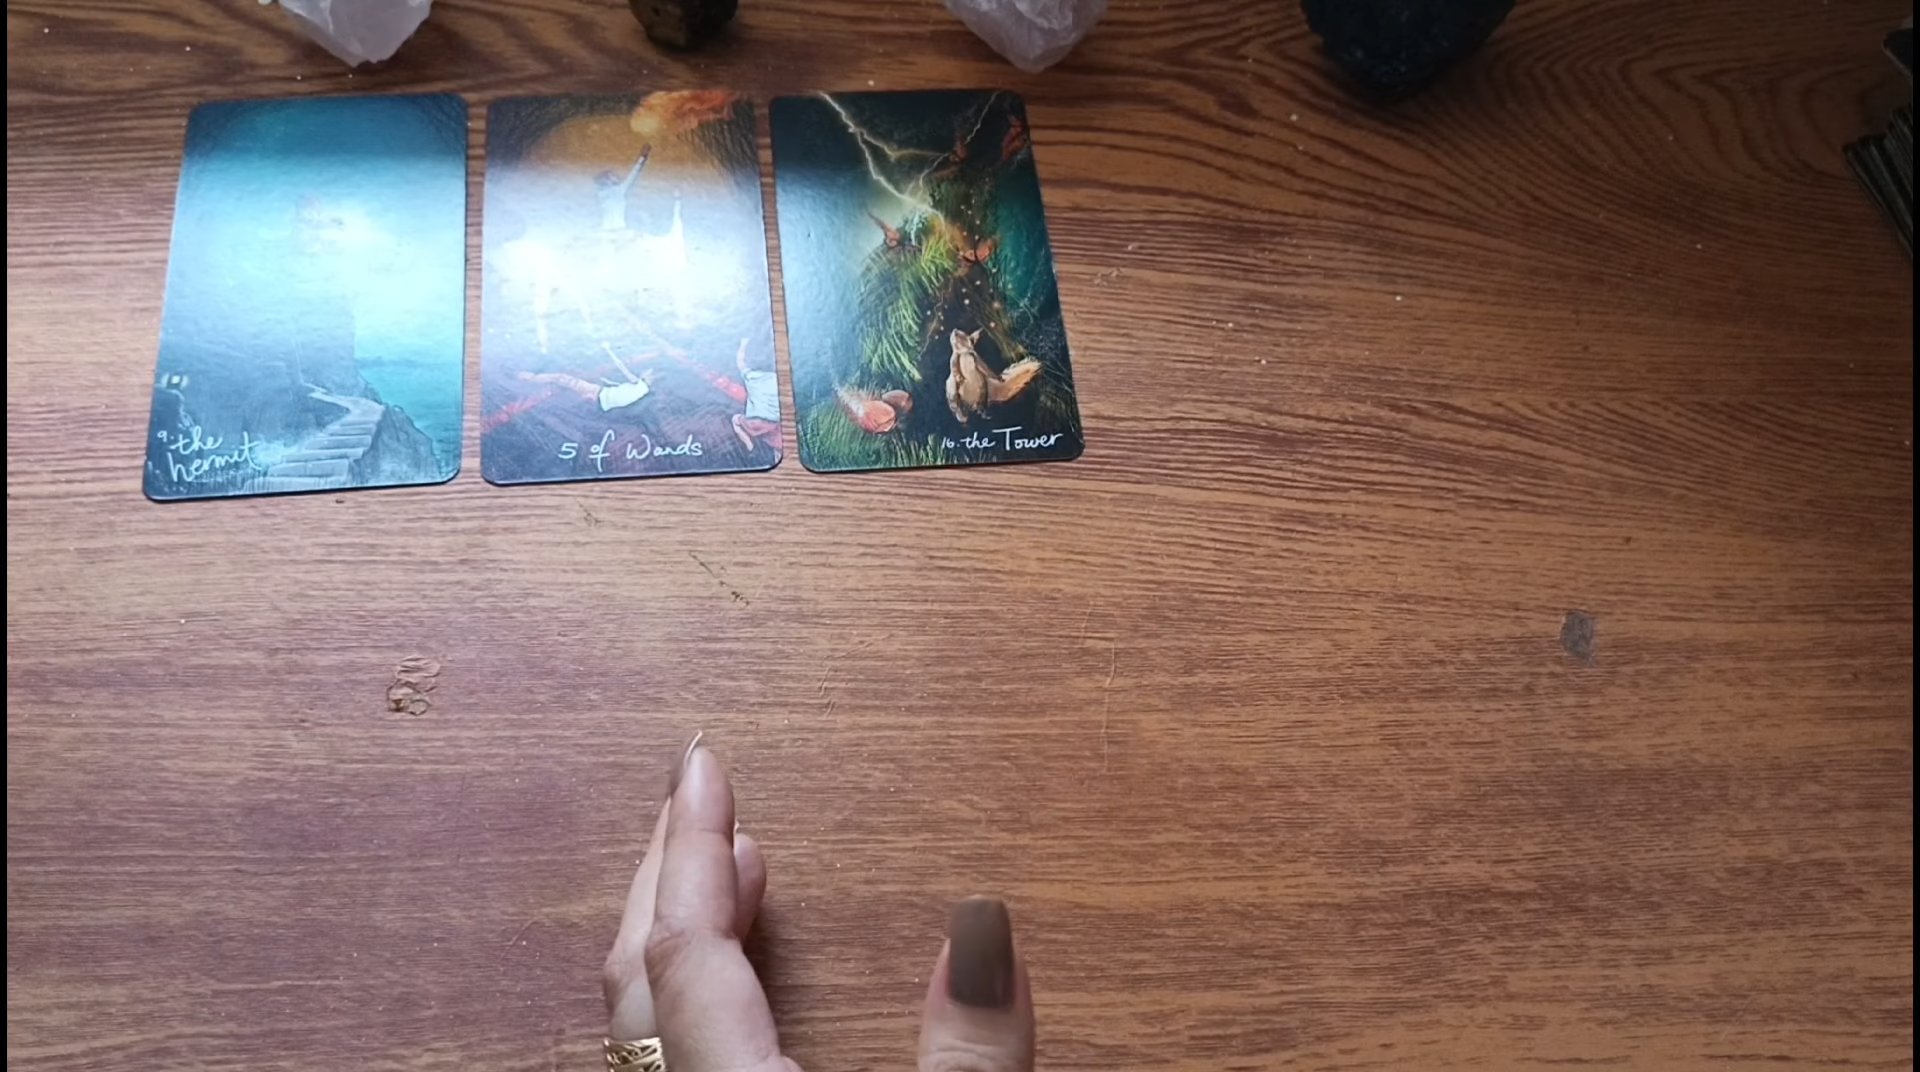 9. the
hermit
5 of Wands
16. the Tower